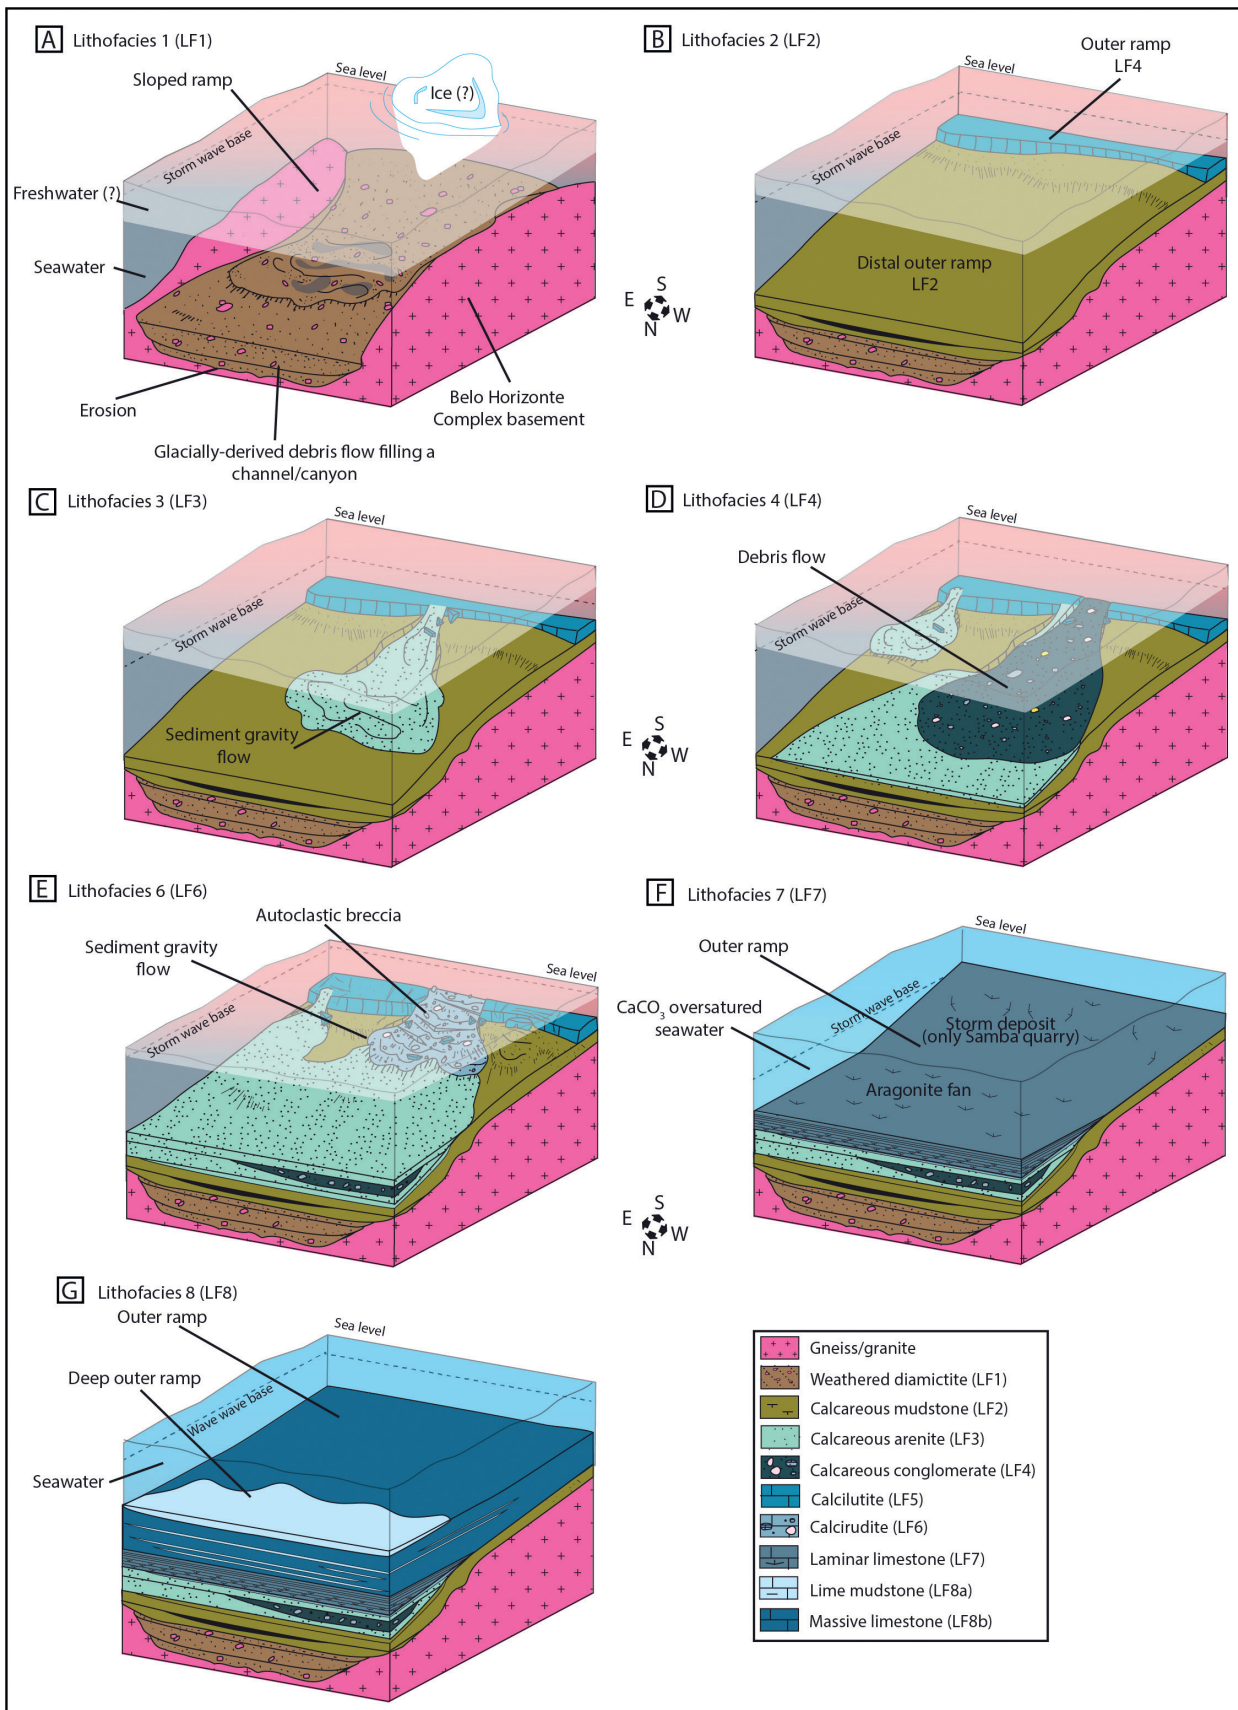 A Lithofacies 1 (LF1)
Sea level
Sloped ramp
Ice (?)
Storm wave base
Freshwater (?)
Seawater
Erosion
Belo Horizonte
Complex basement
Glacially-derived debris flow filling a
channel/canyon
B Lithofacies 2 (LF2)
Sea level
Outer ramp
LF4
Storm wave base
Distal outer ramp
LF2
S
E
W
N
C Lithofacies 3 (LF3)
Sea level
Storm wave base
Sediment gravity
flow
D Lithofacies 4 (LF4)
Sea level
Debris flow
Storm wave base
S
E
W
N
E Lithofacies 6 (LF6)
Autoclastic breccia
Sediment gravity
flow
Sea level
Storm wave base
F Lithofacies 7 (LF7)
Sea level
Outer ramp
CaCO3 oversatured
seawater
Storm wave base
Storm deposit
(only Samba quarry)
Aragonite fan
S
E
W
N
G Lithofacies 8 (LF8)
Outer ramp
Sea level
Deep outer ramp
Wave wave base
Seawater
Gneiss/granite
Weathered diamictite (LF1)
Calcareous mudstone (LF2)
Calcareous arenite (LF3)
Calcareous conglomerate (LF4)
Calcilutite (LF5)
Calcirudite (LF6)
Laminar limestone (LF7)
Lime mudstone (LF8a)
Massive limestone (LF8b)